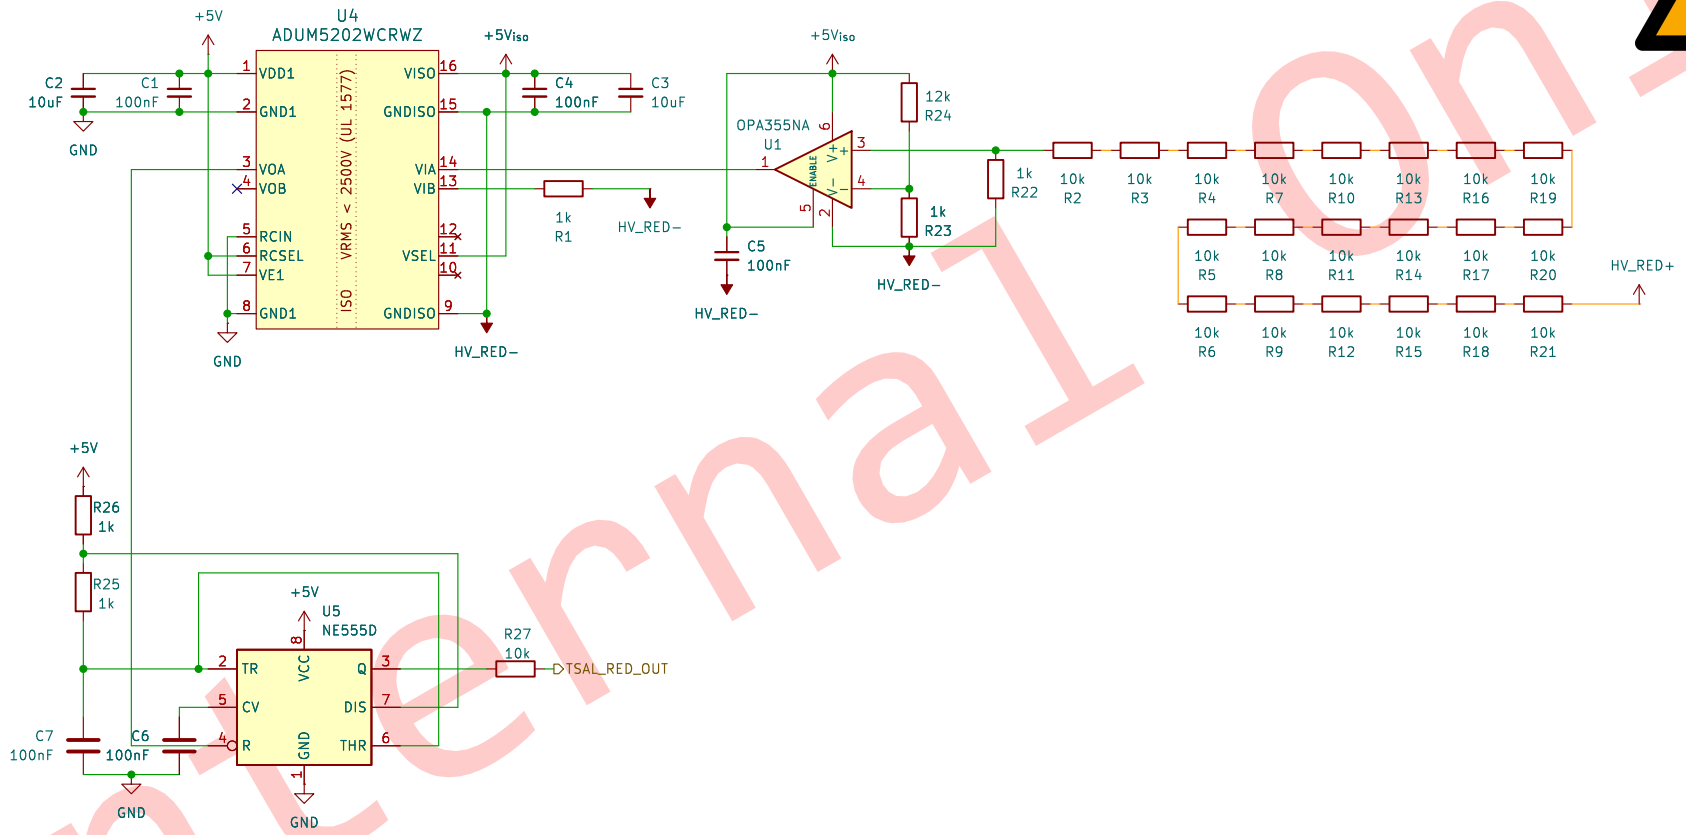 U4
ADUM5202WCRWZ
+5V
+5Viso
+5Viso
C2
10uF
C1
100nF
1
VDD1
VISO
16
C4
100nF
C3
10uF
2
GND1
GNDISO
15
GND
3
VOA
VIA
14
4
VOB
VIB
13
5
RCIN
12
6
RCSEL
VSEL
11
7
VE1
10
8
GND1
GNDISO
9
ISO
VRMS < 2500V (UL 1577)
GND
HV_RED-
1k
R1
HV_RED-
OPA355NA
U1
12k
R24
6
V+
+
3
1
ENABLE
-
4
V-
5
2
1k
R22
1k
R23
C5
100nF
HV_RED-
HV_RED-
10k 10k 10k 10k 10k 10k 10k 10k
R2 R3 R4 R7 R10 R13 R16 R19
10k 10k 10k 10k 10k 10k
R5 R8 R11 R14 R17 R20
HV_RED+
10k 10k 10k 10k 10k 10k
R6 R9 R12 R15 R18 R21
+5V
R26
1k
R25
1k
+5V
U5
NE555D
8
VCC
2
TR
Q
3
R27
10k
TSAL_RED_OUT
5
CV
DIS
7
C7
100nF
C6
100nF
4
R
THR
6
GND
1
GND
GND